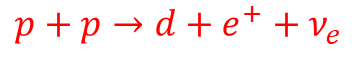 p + p → d + e⁺ + νₑ